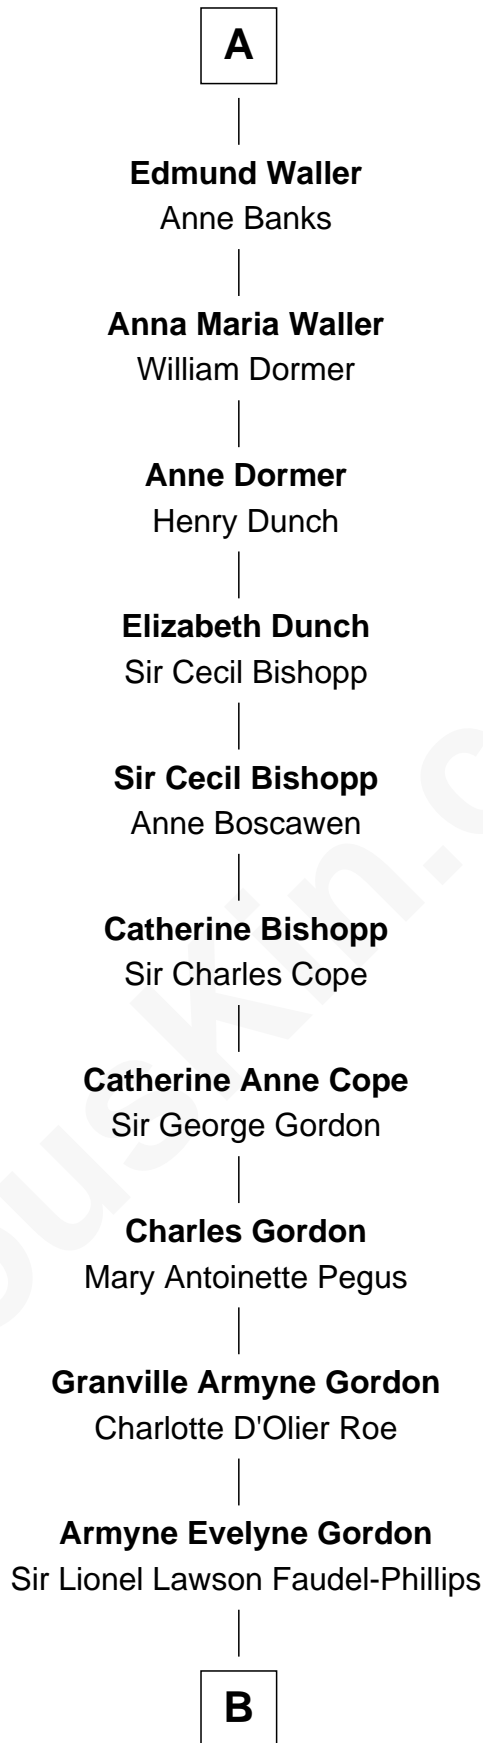 A
Edmund Waller
Anne Banks
Anna Maria Waller
William Dormer
Anne Dormer
Henry Dunch
Elizabeth Dunch
Sir Cecil Bishopp
Sir Cecil Bishopp
Anne Boscawen
Catherine Bishopp
Sir Charles Cope
Catherine Anne Cope
Sir George Gordon
Charles Gordon
Mary Antoinette Pegus
Granville Armyne Gordon
Charlotte D'Olier Roe
Armyne Evelyne Gordon
Sir Lionel Lawson Faudel-Phillips
B